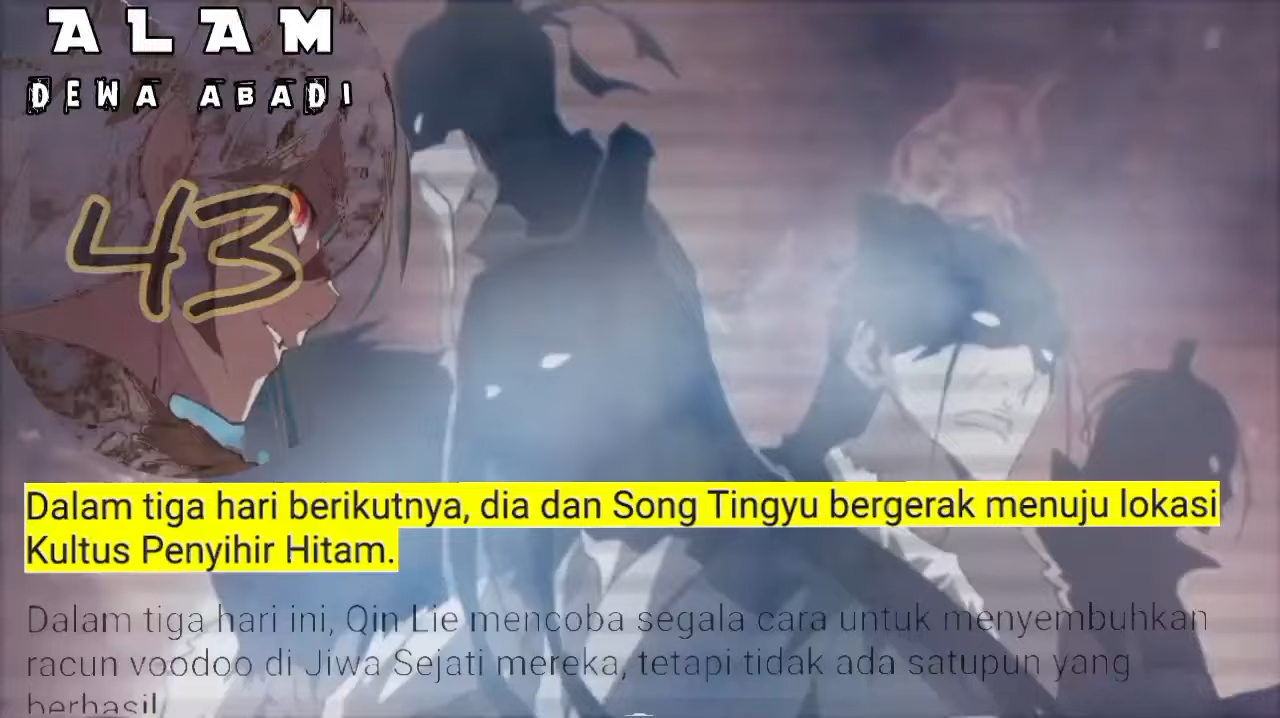 ALAM
DEWA ABADI
43
Dalam tiga hari berikutnya, dia dan Song Tingyu bergerak menuju lokasi
Kultus Penyihir Hitam.
Dalam tiga hari ini, Qin Lie mencoba segala cara untuk menyembuhkan
racun voodoo di Jiwa Sejati mereka, tetapi tidak ada satupun yang
berhasil